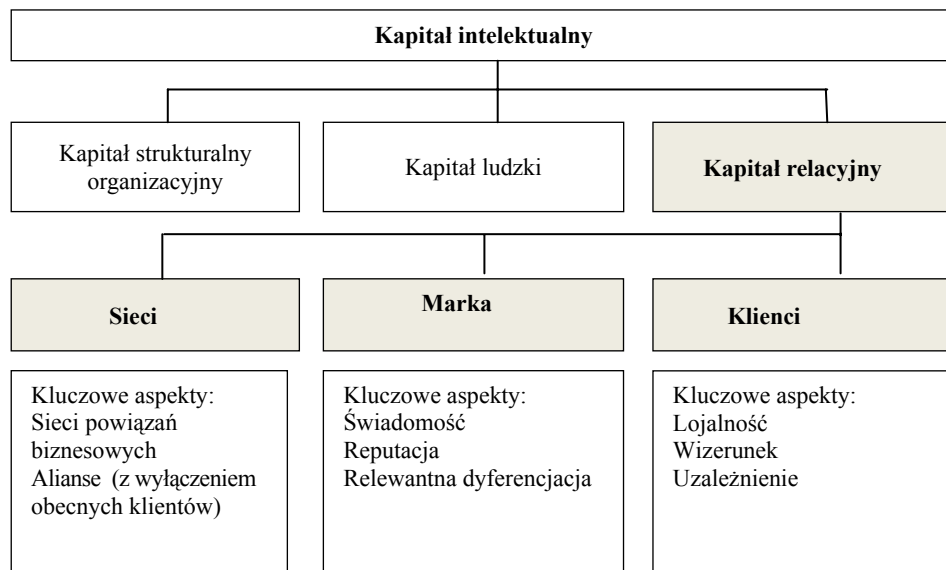 Kapitał intelektualny
Kapitał strukturalny
organizacyjny
Kapitał ludzki
Kapitał relacyjny
Sieci
Marka
Klienci
Kluczowe aspekty:
Sieci powiązań
biznesowych
Alianse (z wyłączeniem
obecnych klientów)
Kluczowe aspekty:
Świadomość
Reputacja
Relewantna dyferencjacja
Kluczowe aspekty:
Lojalność
Wizerunek
Uzależnienie